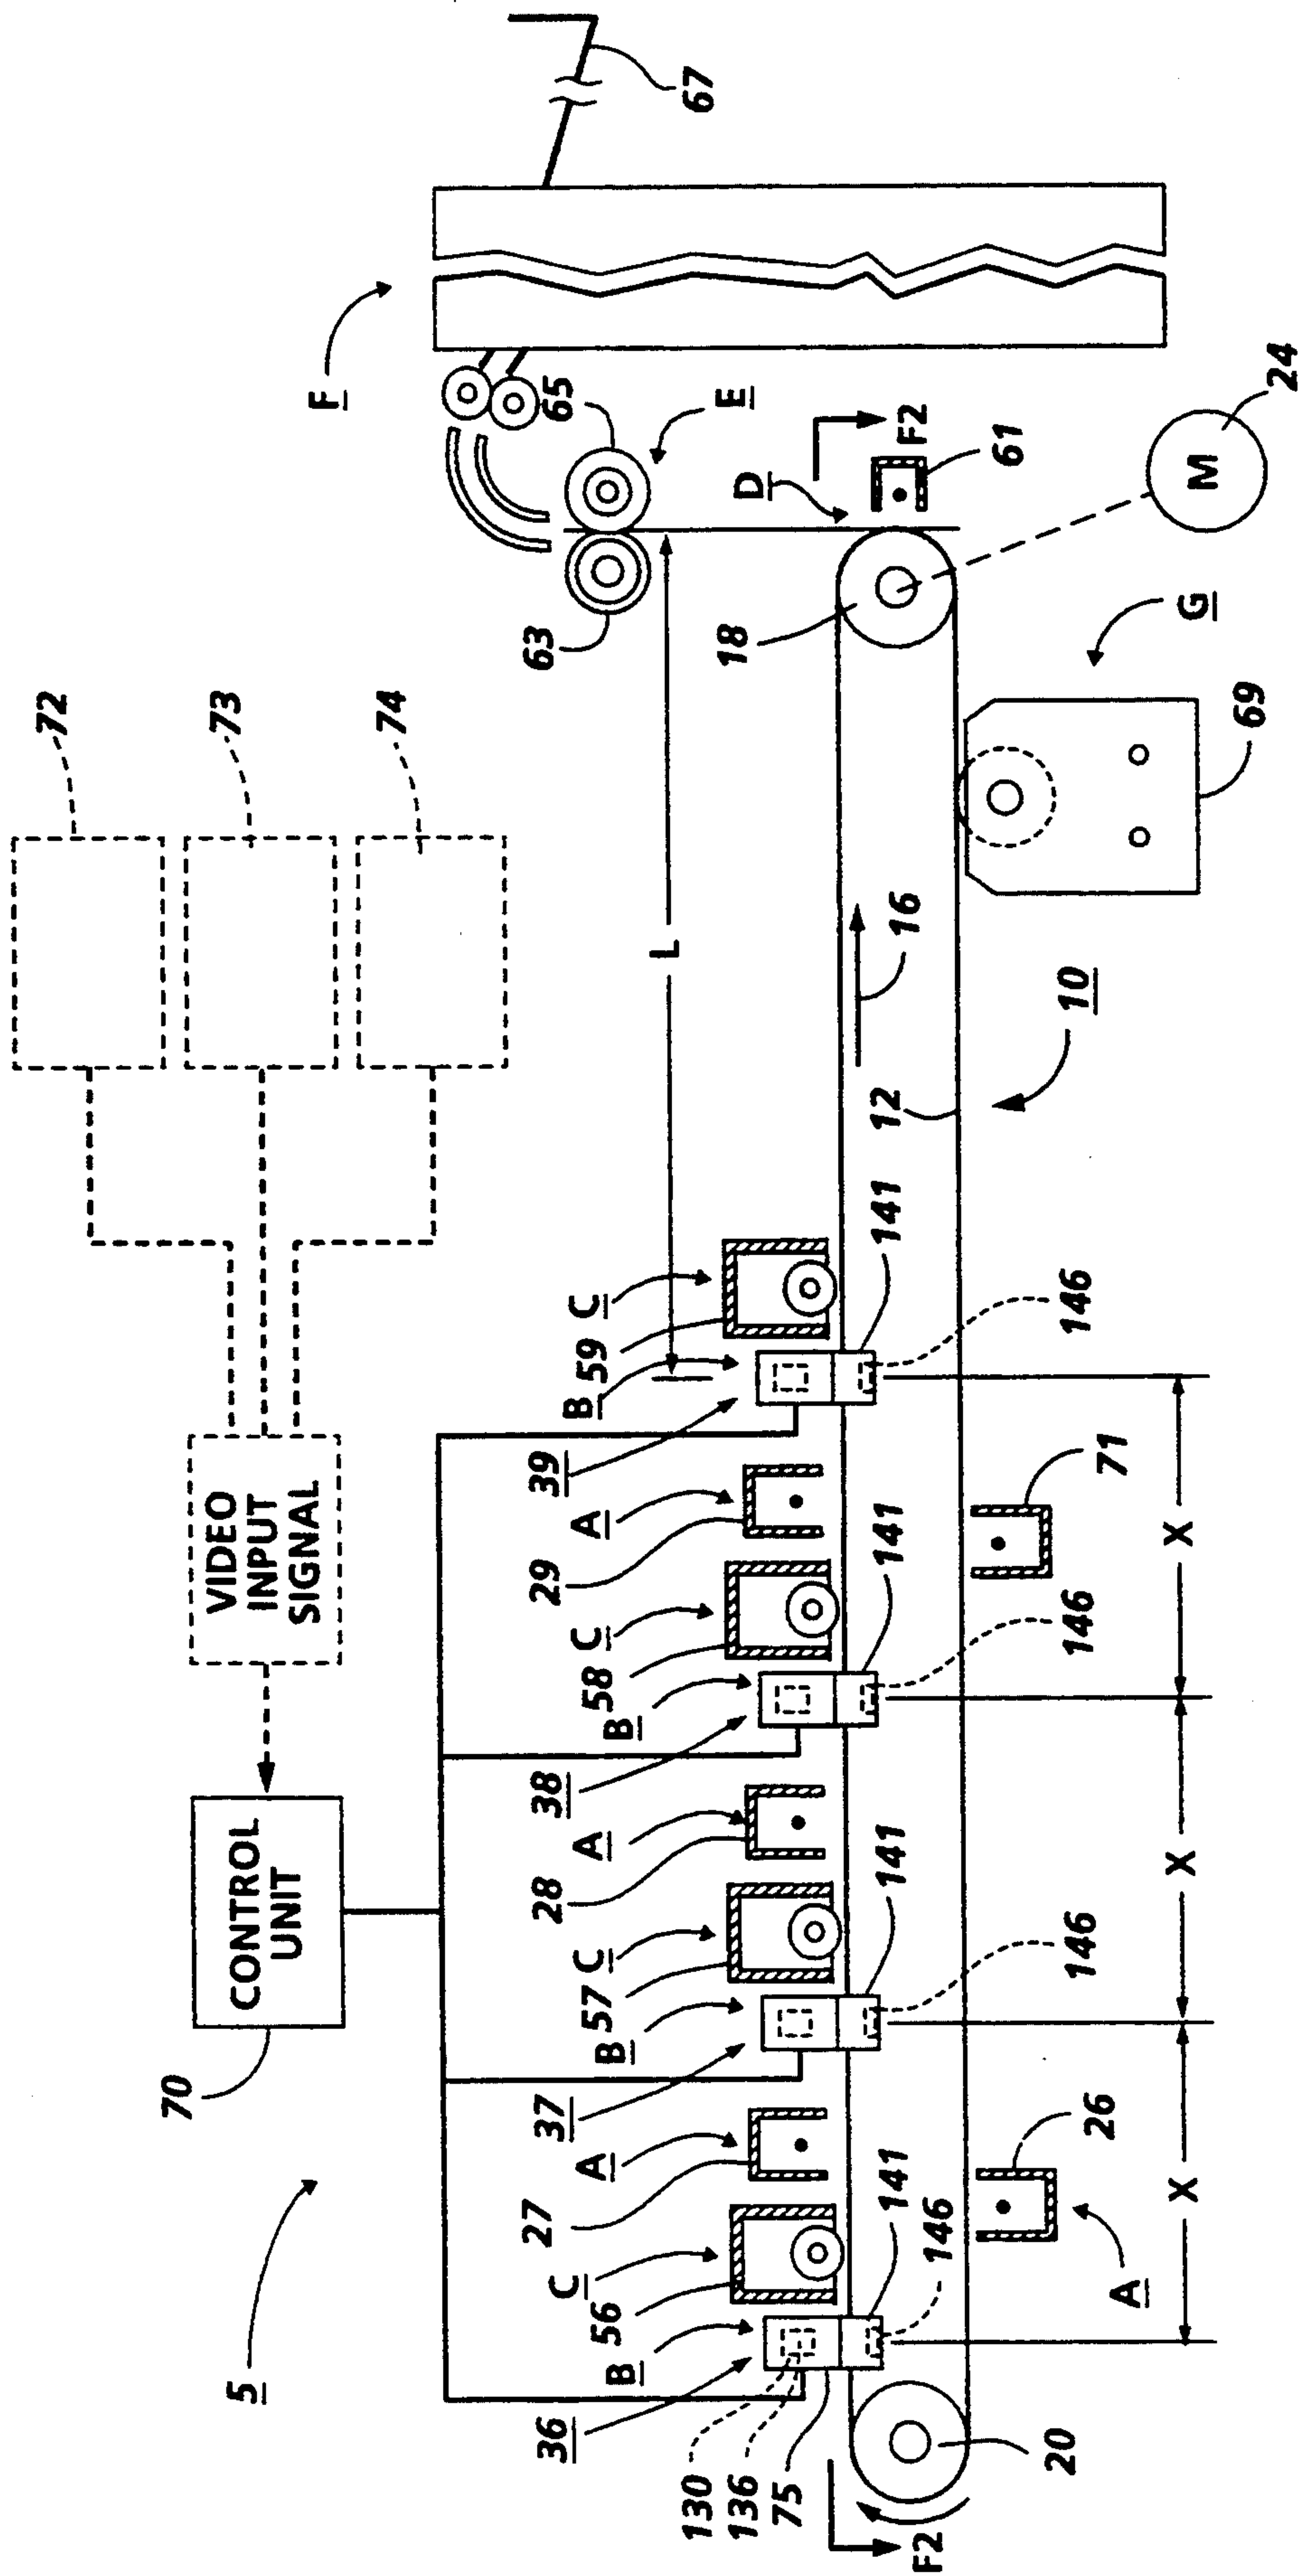 72
73
74
VIDEO
INPUT
SIGNAL
CONTROL
UNIT
70
5
F
67
65
63
E
D
F2
61
24
M
18
G
69
L
16
10
12
B
59
C
39
A
29
141
146
B
58
C
38
A
28
141
146
71
B
57
C
37
A
27
141
146
B
56
C
36
130
136
75
141
146
26
A
X
X
X
20
F2